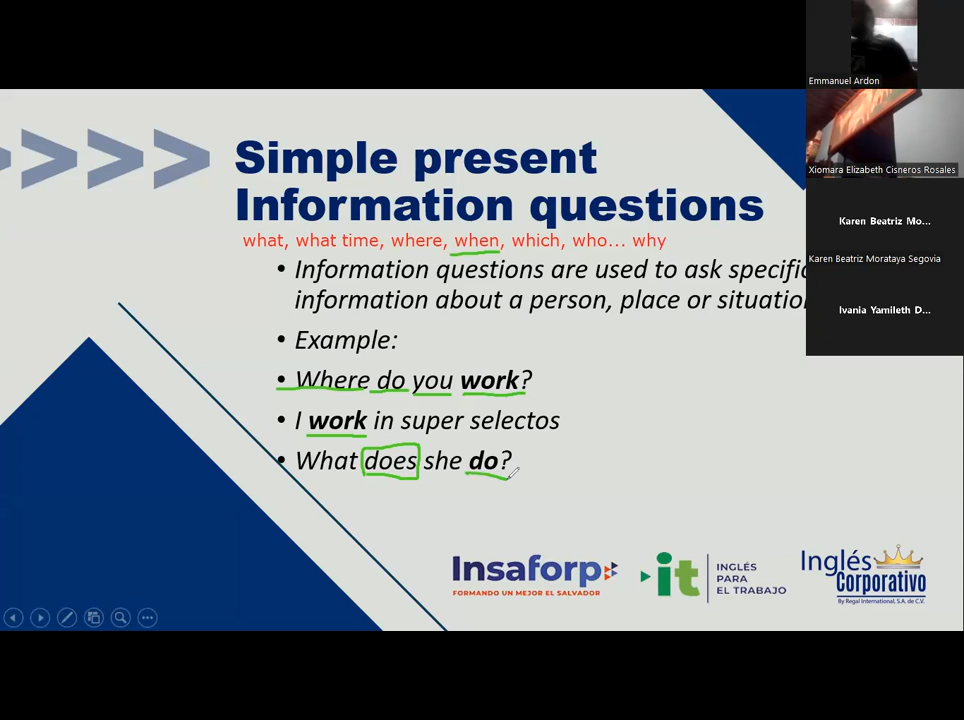 Emmanuel Ardon
Xiomara Elizabeth Cisneros Rosales
Karen Beatriz Mo...
Karen Beatriz Morataya Segovia
Ivania Yamileth D...
>>>>
Simple present
Information questions
what, what time, where, when, which, who... why
• Information questions are used to ask specific
information about a person, place or situation
• Example:
• Where do you work?
• I work in super selectos
• What does she do?
Insaforp
FORMANDO UN MEJOR EL SALVADOR
it
INGLÉS
PARA
EL TRABAJO
Inglés
Corporativo
By Regal International, S.A. de C.V.